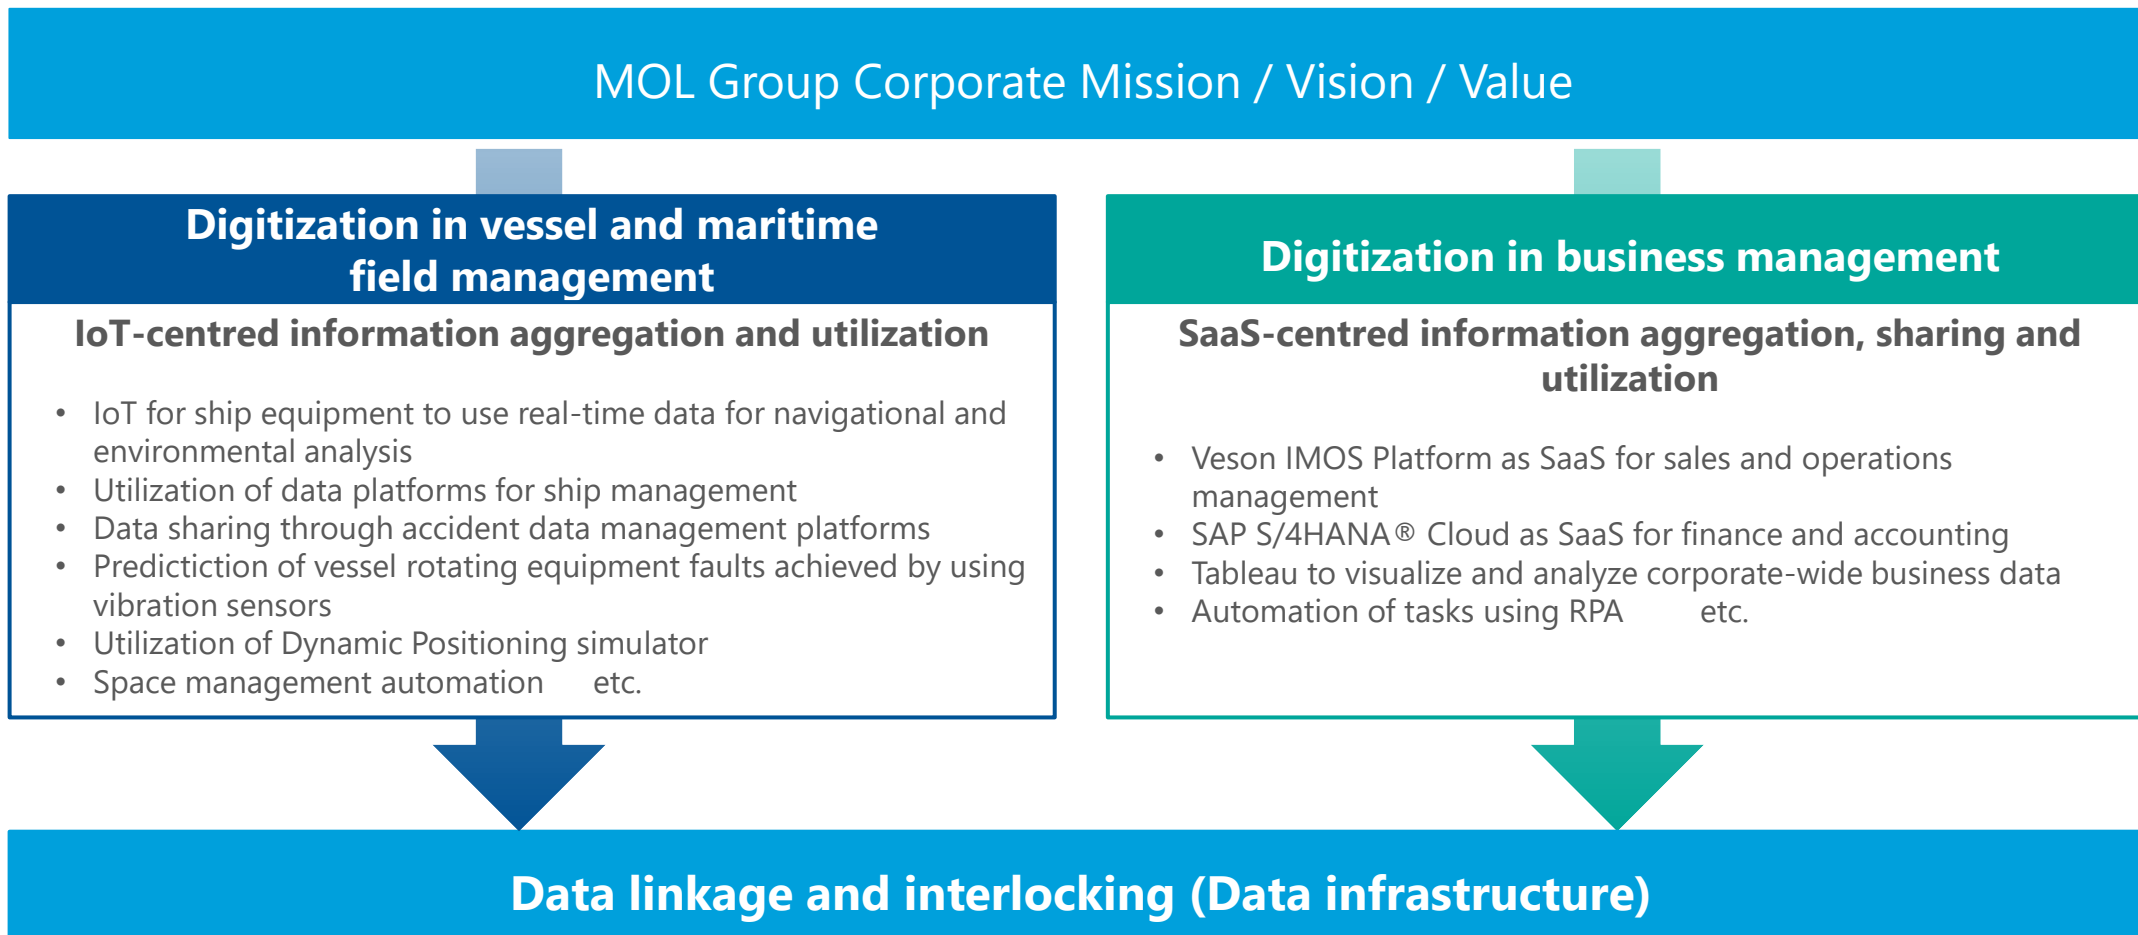 MOL Group Corporate Mission / Vision / Value
Digitization in vessel and maritime
field management
IoT-centred information aggregation and utilization
• IoT for ship equipment to use real-time data for navigational and
environmental analysis
• Utilization of data platforms for ship management
• Data sharing through accident data management platforms
• Predictiction of vessel rotating equipment faults achieved by using
vibration sensors
• Utilization of Dynamic Positioning simulator
• Space management automation etc.
Digitization in business management
SaaS-centred information aggregation, sharing and
utilization
• Veson IMOS Platform as SaaS for sales and operations
management
• SAP S/4HANA® Cloud as SaaS for finance and accounting
• Tableau to visualize and analyze corporate-wide business data
• Automation of tasks using RPA etc.
Data linkage and interlocking (Data infrastructure)